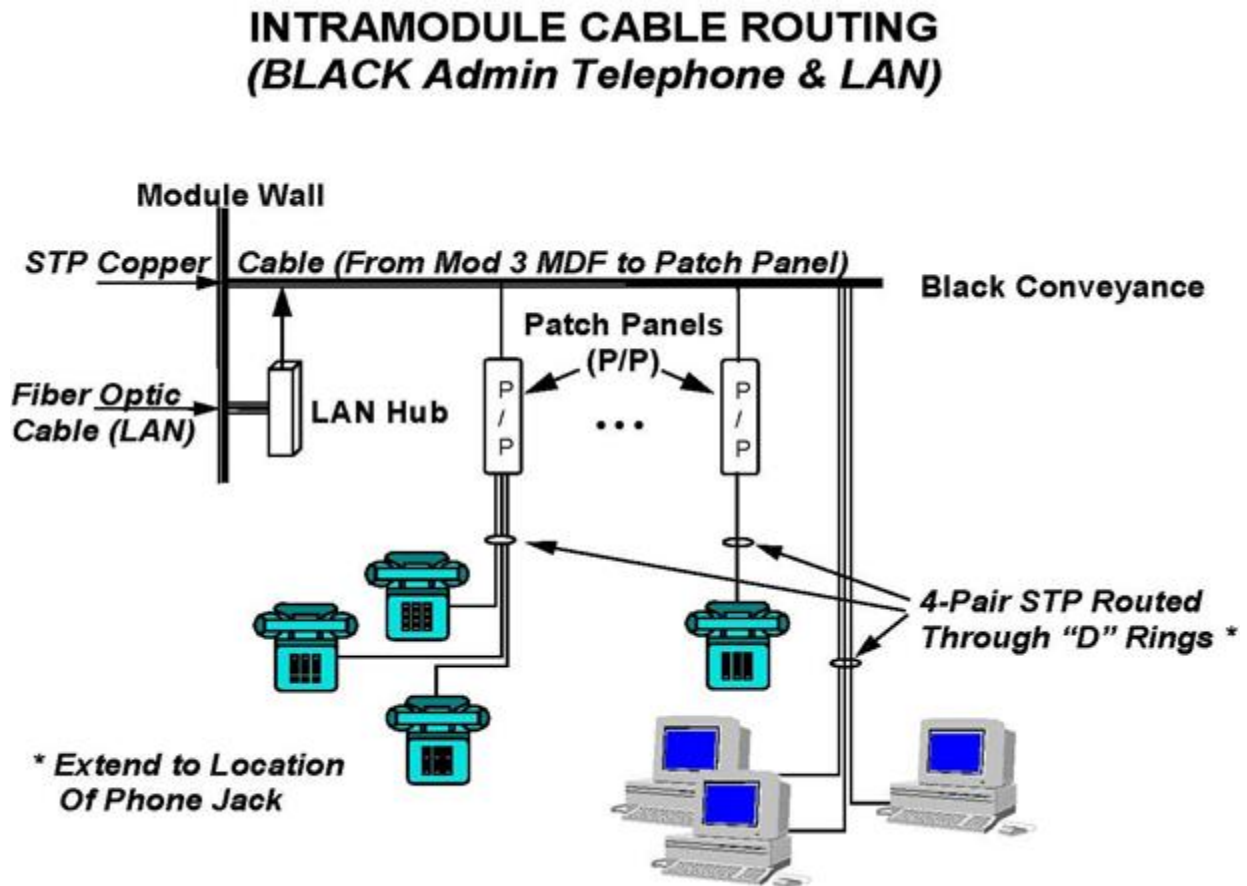 INTRAMODULE CABLE ROUTING
(BLACK Admin Telephone & LAN)
Module Wall
STP Copper
Cable (From Mod 3 MDF to Patch Panel)
Black Conveyance
Patch Panels
(P/P)
Fiber Optic
Cable (LAN)
LAN Hub
P
/
P
...
P
/
P
4-Pair STP Routed
Through “D” Rings *
* Extend to Location
Of Phone Jack